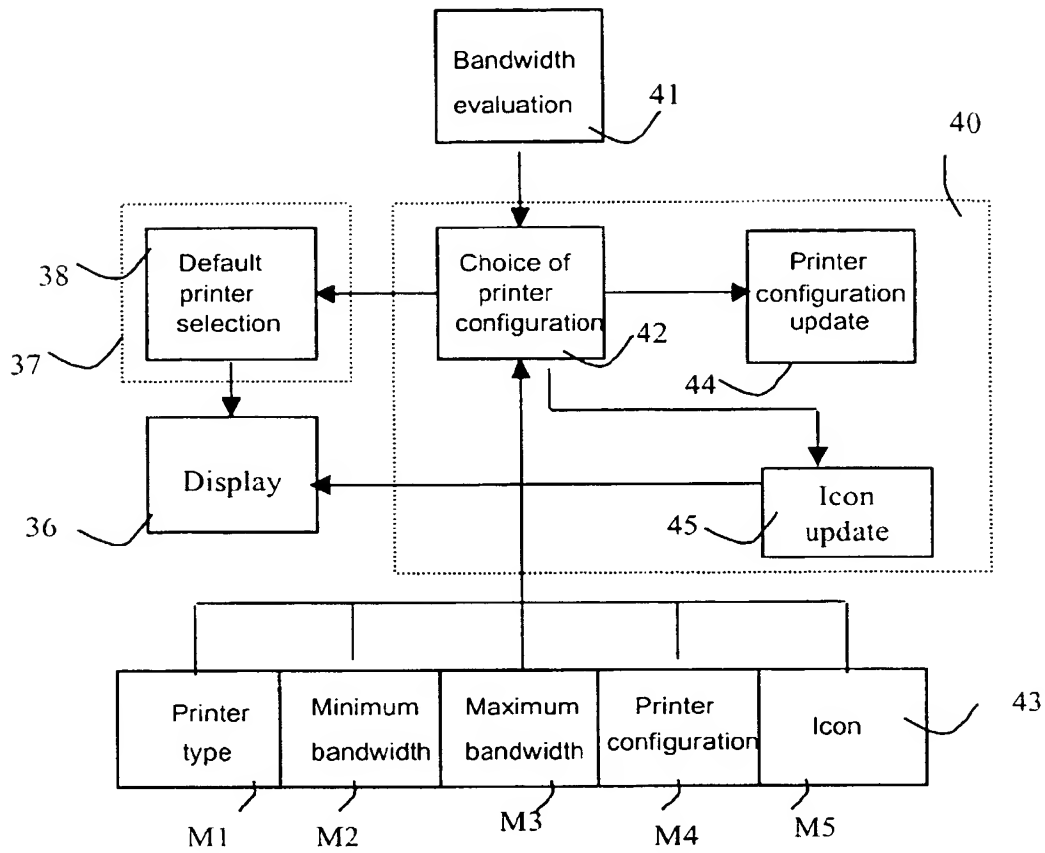 Bandwidth
evaluation
41
40
38
Default
printer
selection
37
Choice of
printer
configuration
42
Printer
configuration
update
44
Display
36
45
Icon
update
Printer
type
Minimum
bandwidth
Maximum
bandwidth
Printer
configuration
Icon
43
M1
M2
M3
M4
M5